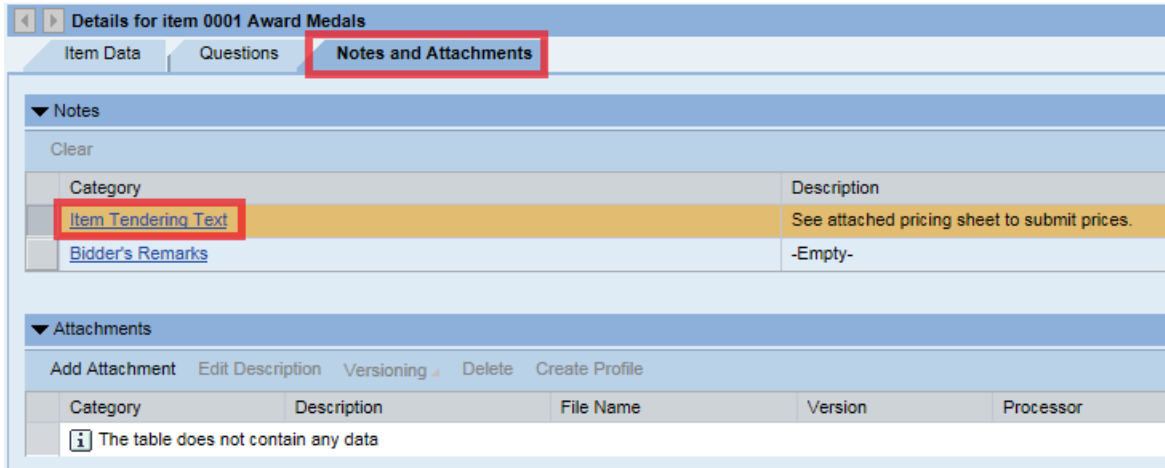 Details for item 0001 Award Medals
Item Data Questions Notes and Attachments
Notes
Clear
Category Description
Item Tendering Text See attached pricing sheet to submit prices.
Bidder's Remarks -Empty-
Attachments
Add Attachment Edit Description Versioning Delete Create Profile
Category Description File Name Version Processor
The table does not contain any data